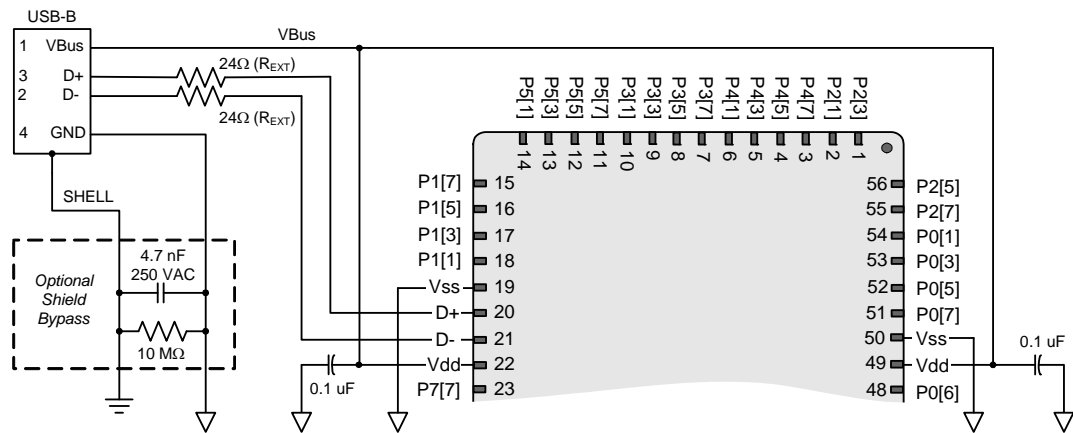 USB-B
1 VBus
3 D+
2 D-
4 GND
VBus
24Ω (REXT)
24Ω (REXT)
SHELL
Optional
Shield
Bypass
4.7 nF
250 VAC
10 MΩ
P5[1] P5[3] P5[5] P5[7] P3[1] P3[3] P3[5] P3[7] P4[1] P4[3] P4[5] P4[7] P2[1] P2[3]
14 13 12 11 10 9 8 7 6 5 4 3 2 1
P1[7] 15
P1[5] 16
P1[3] 17
P1[1] 18
Vss 19
D+ 20
D- 21
Vdd 22
P7[7] 23
0.1 uF
56 P2[5]
55 P2[7]
54 P0[1]
53 P0[3]
52 P0[5]
51 P0[7]
50 Vss
49 Vdd
48 P0[6]
0.1 uF